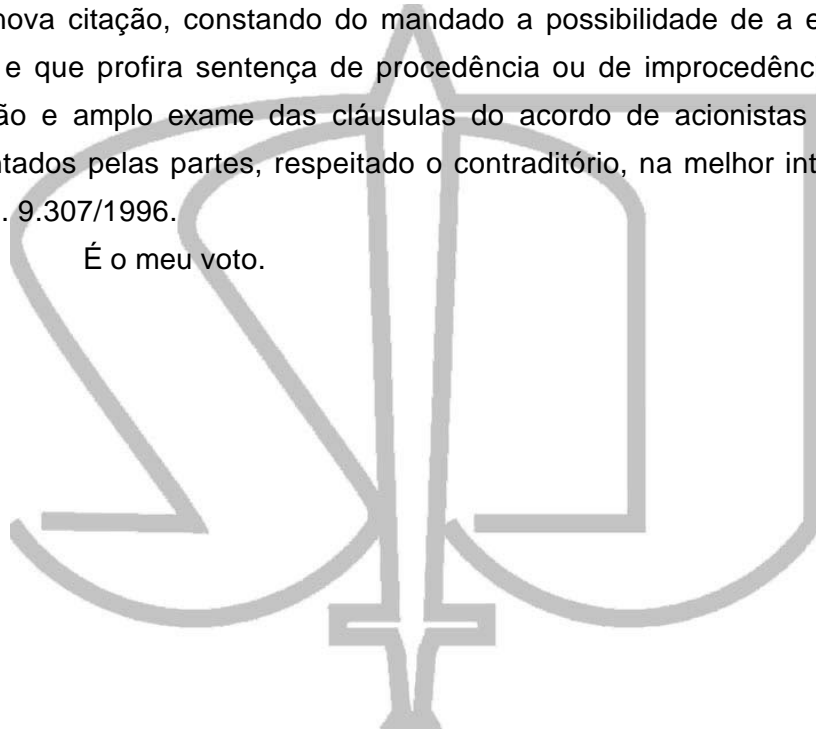 nova citação, constando do mandado a possibilidade de a e
e que profira sentença de procedência ou de improcedênc
ão e amplo exame das cláusulas do acordo de acionistas
ntados pelas partes, respeitado o contraditório, na melhor int
. 9.307/1996.
É o meu voto.